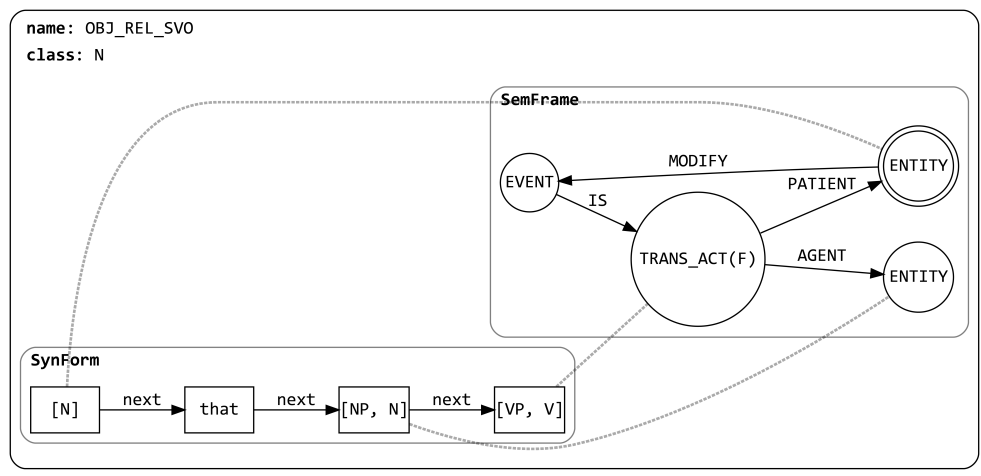 name: OBJ_REL_SVO
class: N
SemFrame
MODIFY
ENTITY
EVENT
PATIENT
IS
TRANS_ACT(F)
AGENT
ENTITY
SynForm
[N] next that next [NP, N] next [VP, V]